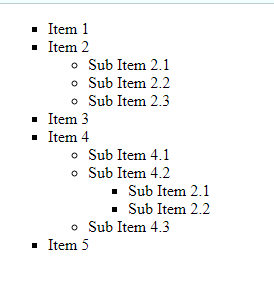 Item 1
Item 2
Sub Item 2.1
Sub Item 2.2
Sub Item 2.3
Item 3
Item 4
Sub Item 4.1
Sub Item 4.2
Sub Item 2.1
Sub Item 2.2
Sub Item 4.3
Item 5